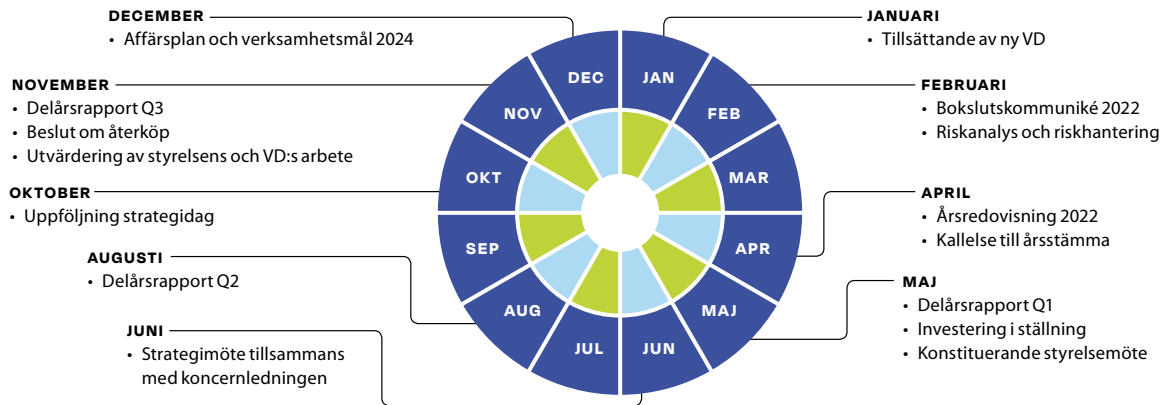 DECEMBER
• Affärsplan och verksamhetsmål 2024
NOVEMBER
• Delårsrapport Q3
• Beslut om återköp
• Utvärdering av styrelsens och VD:s arbete
OKTOBER
• Uppföljning strategidag
AUGUSTI
• Delårsrapport Q2
JUNI
• Strategimöte tillsammans
med koncernledningen
JAN
FEB
MAR
APR
MAJ
JUN
JUL
AUG
SEP
OKT
NOV
DEC
JANUARI
• Tillsättande av ny VD
FEBRUARI
• Bokslutskommuniké 2022
• Riskanalys och riskhantering
APRIL
• Årsredovisning 2022
• Kallelse till årsstämma
MAJ
• Delårsrapport Q1
• Investering i ställning
• Konstituerande styrelsemöte